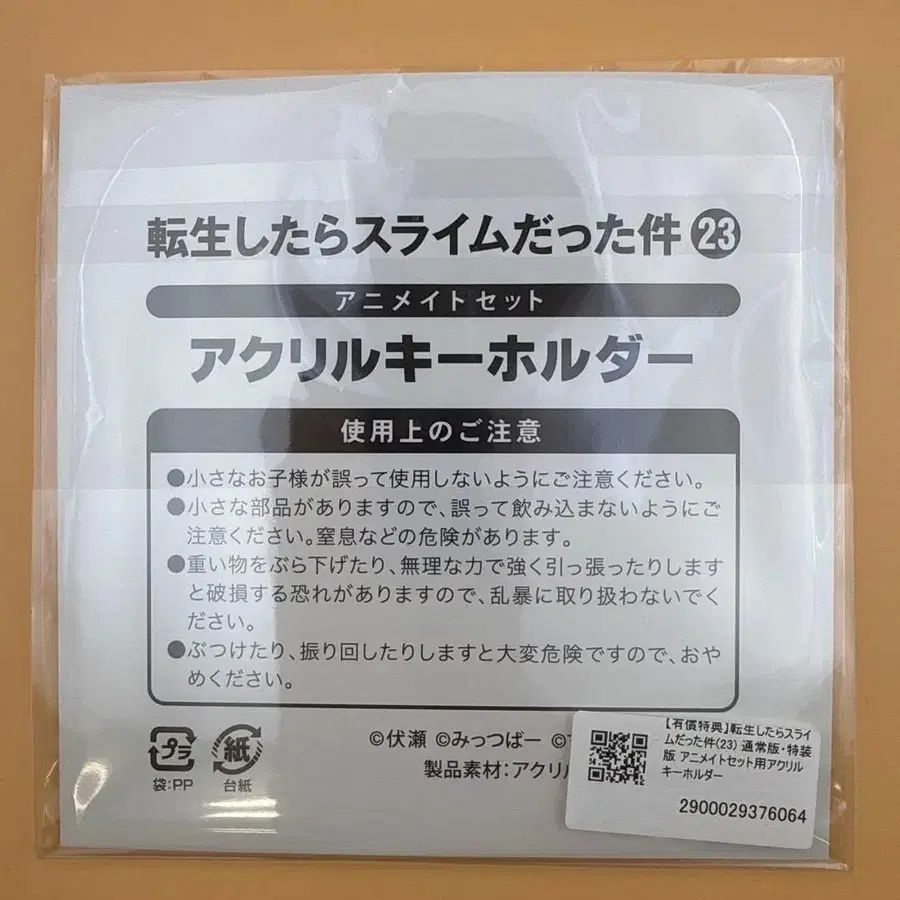 転生したらスライムだった件 23
アニメイトセット
アクリルキーホルダー
使用上のご注意
●小さなお子様が誤って使用しないようにご注意ください。
●小さな部品がありますので、誤って飲み込まないようにご
注意ください。窒息などの危険があります。
●重い物をぶら下げたり、無理な力で強く引っ張ったりします
と破損する恐れがありますので、乱暴に取り扱わないでく
ださい。
●ぶつけたり、振り回したりしますと大変危険ですので、おや
めください。
プラ
袋:PP
紙
台紙
©伏瀬 ©みっつばー ©
製品素材:アクリル
【有償特典】転生したらスライ
ムだった件(23) 通常版・特装
版 アニメイトセット用アクリル
キーホルダー
2900029376064